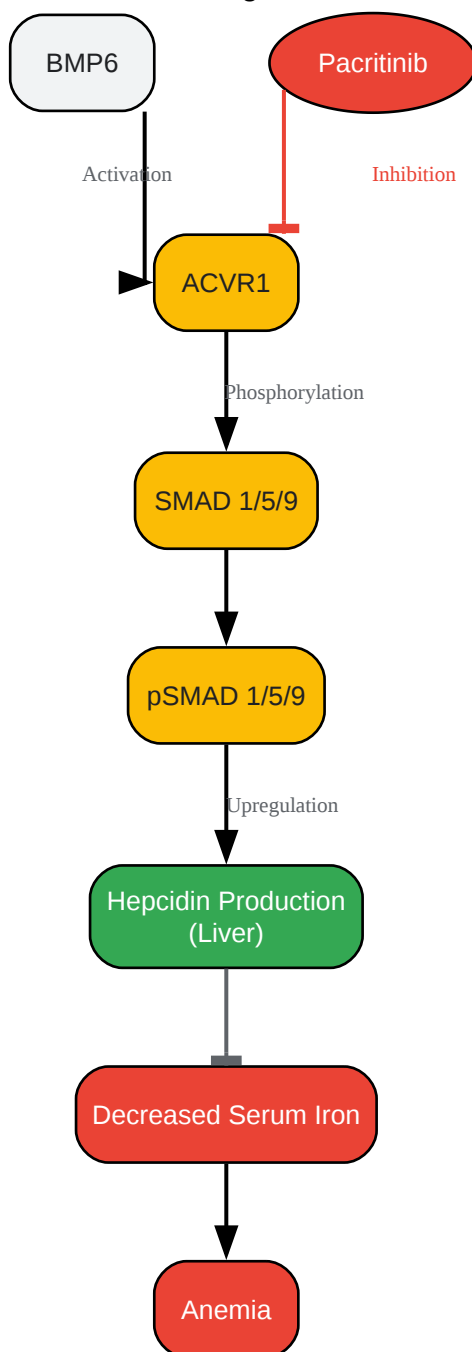 BMP6
Pacritinib
Activation
Inhibition
ACVR1
Phosphorylation
SMAD 1/5/9
pSMAD 1/5/9
Upregulation
Hepcidin Production
(Liver)
Decreased Serum Iron
Anemia